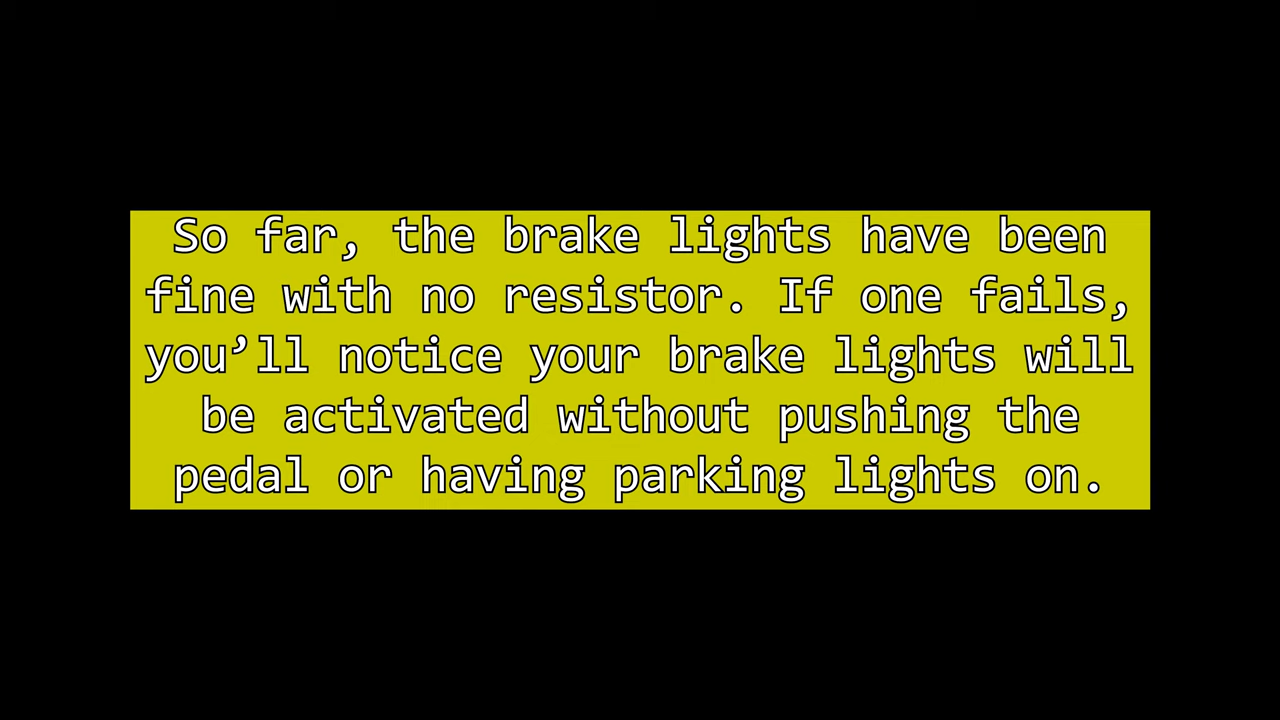 So far, the brake lights have been
fine with no resistor. If one fails,
you’ll notice your brake lights will
be activated without pushing the
pedal or having parking lights on.